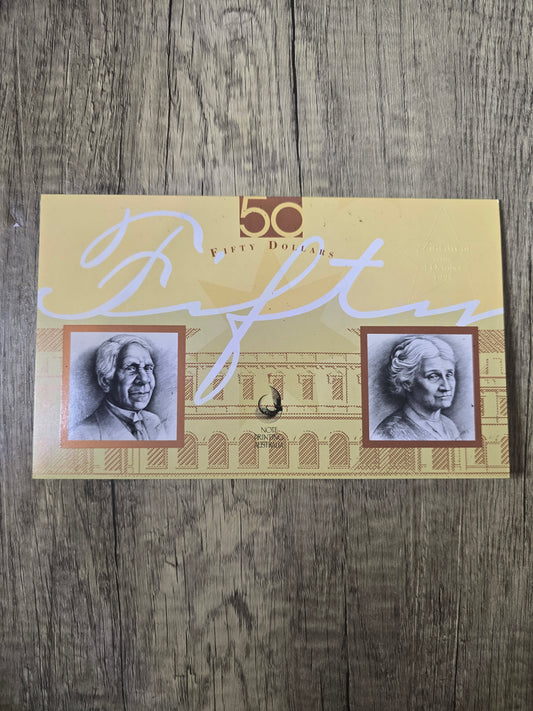 50
FIFTY DOLLARS
Fifty
NOTE
PRINTING
AUSTRALIA